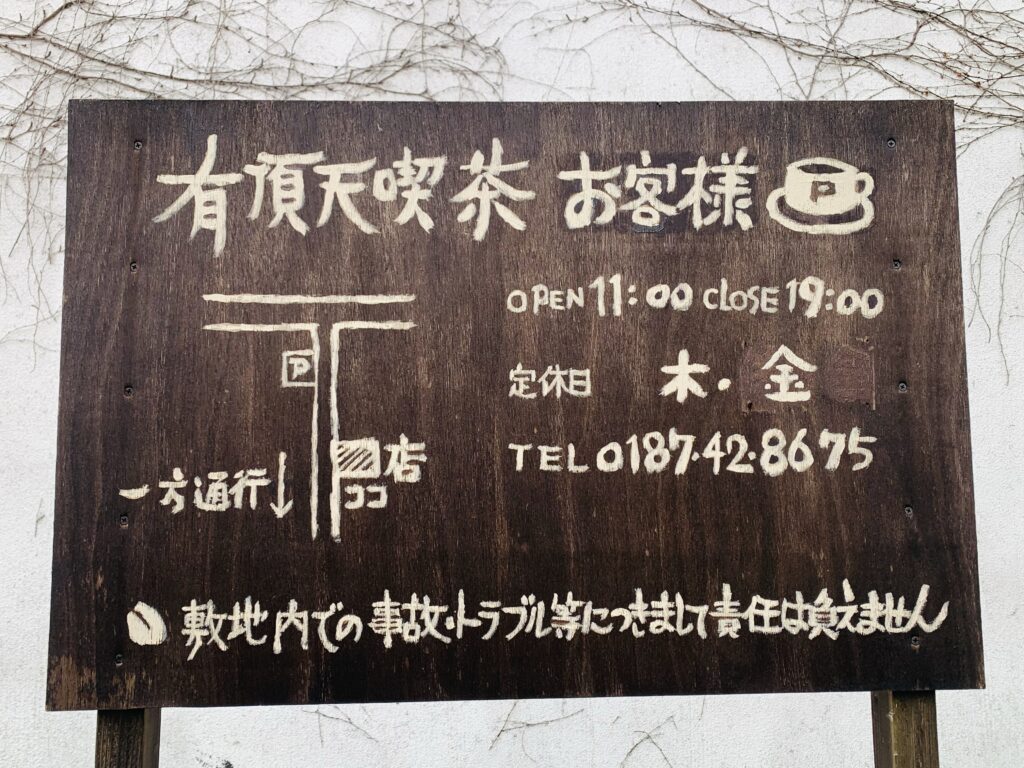 有頂天喫茶 お客様 P
OPEN 11:00 CLOSE 19:00
定休日 木・金
TEL 0187・42・8675
P
店
ココ
一方通行↓
敷地内での事故・トラブル等につきまして責任は負えません